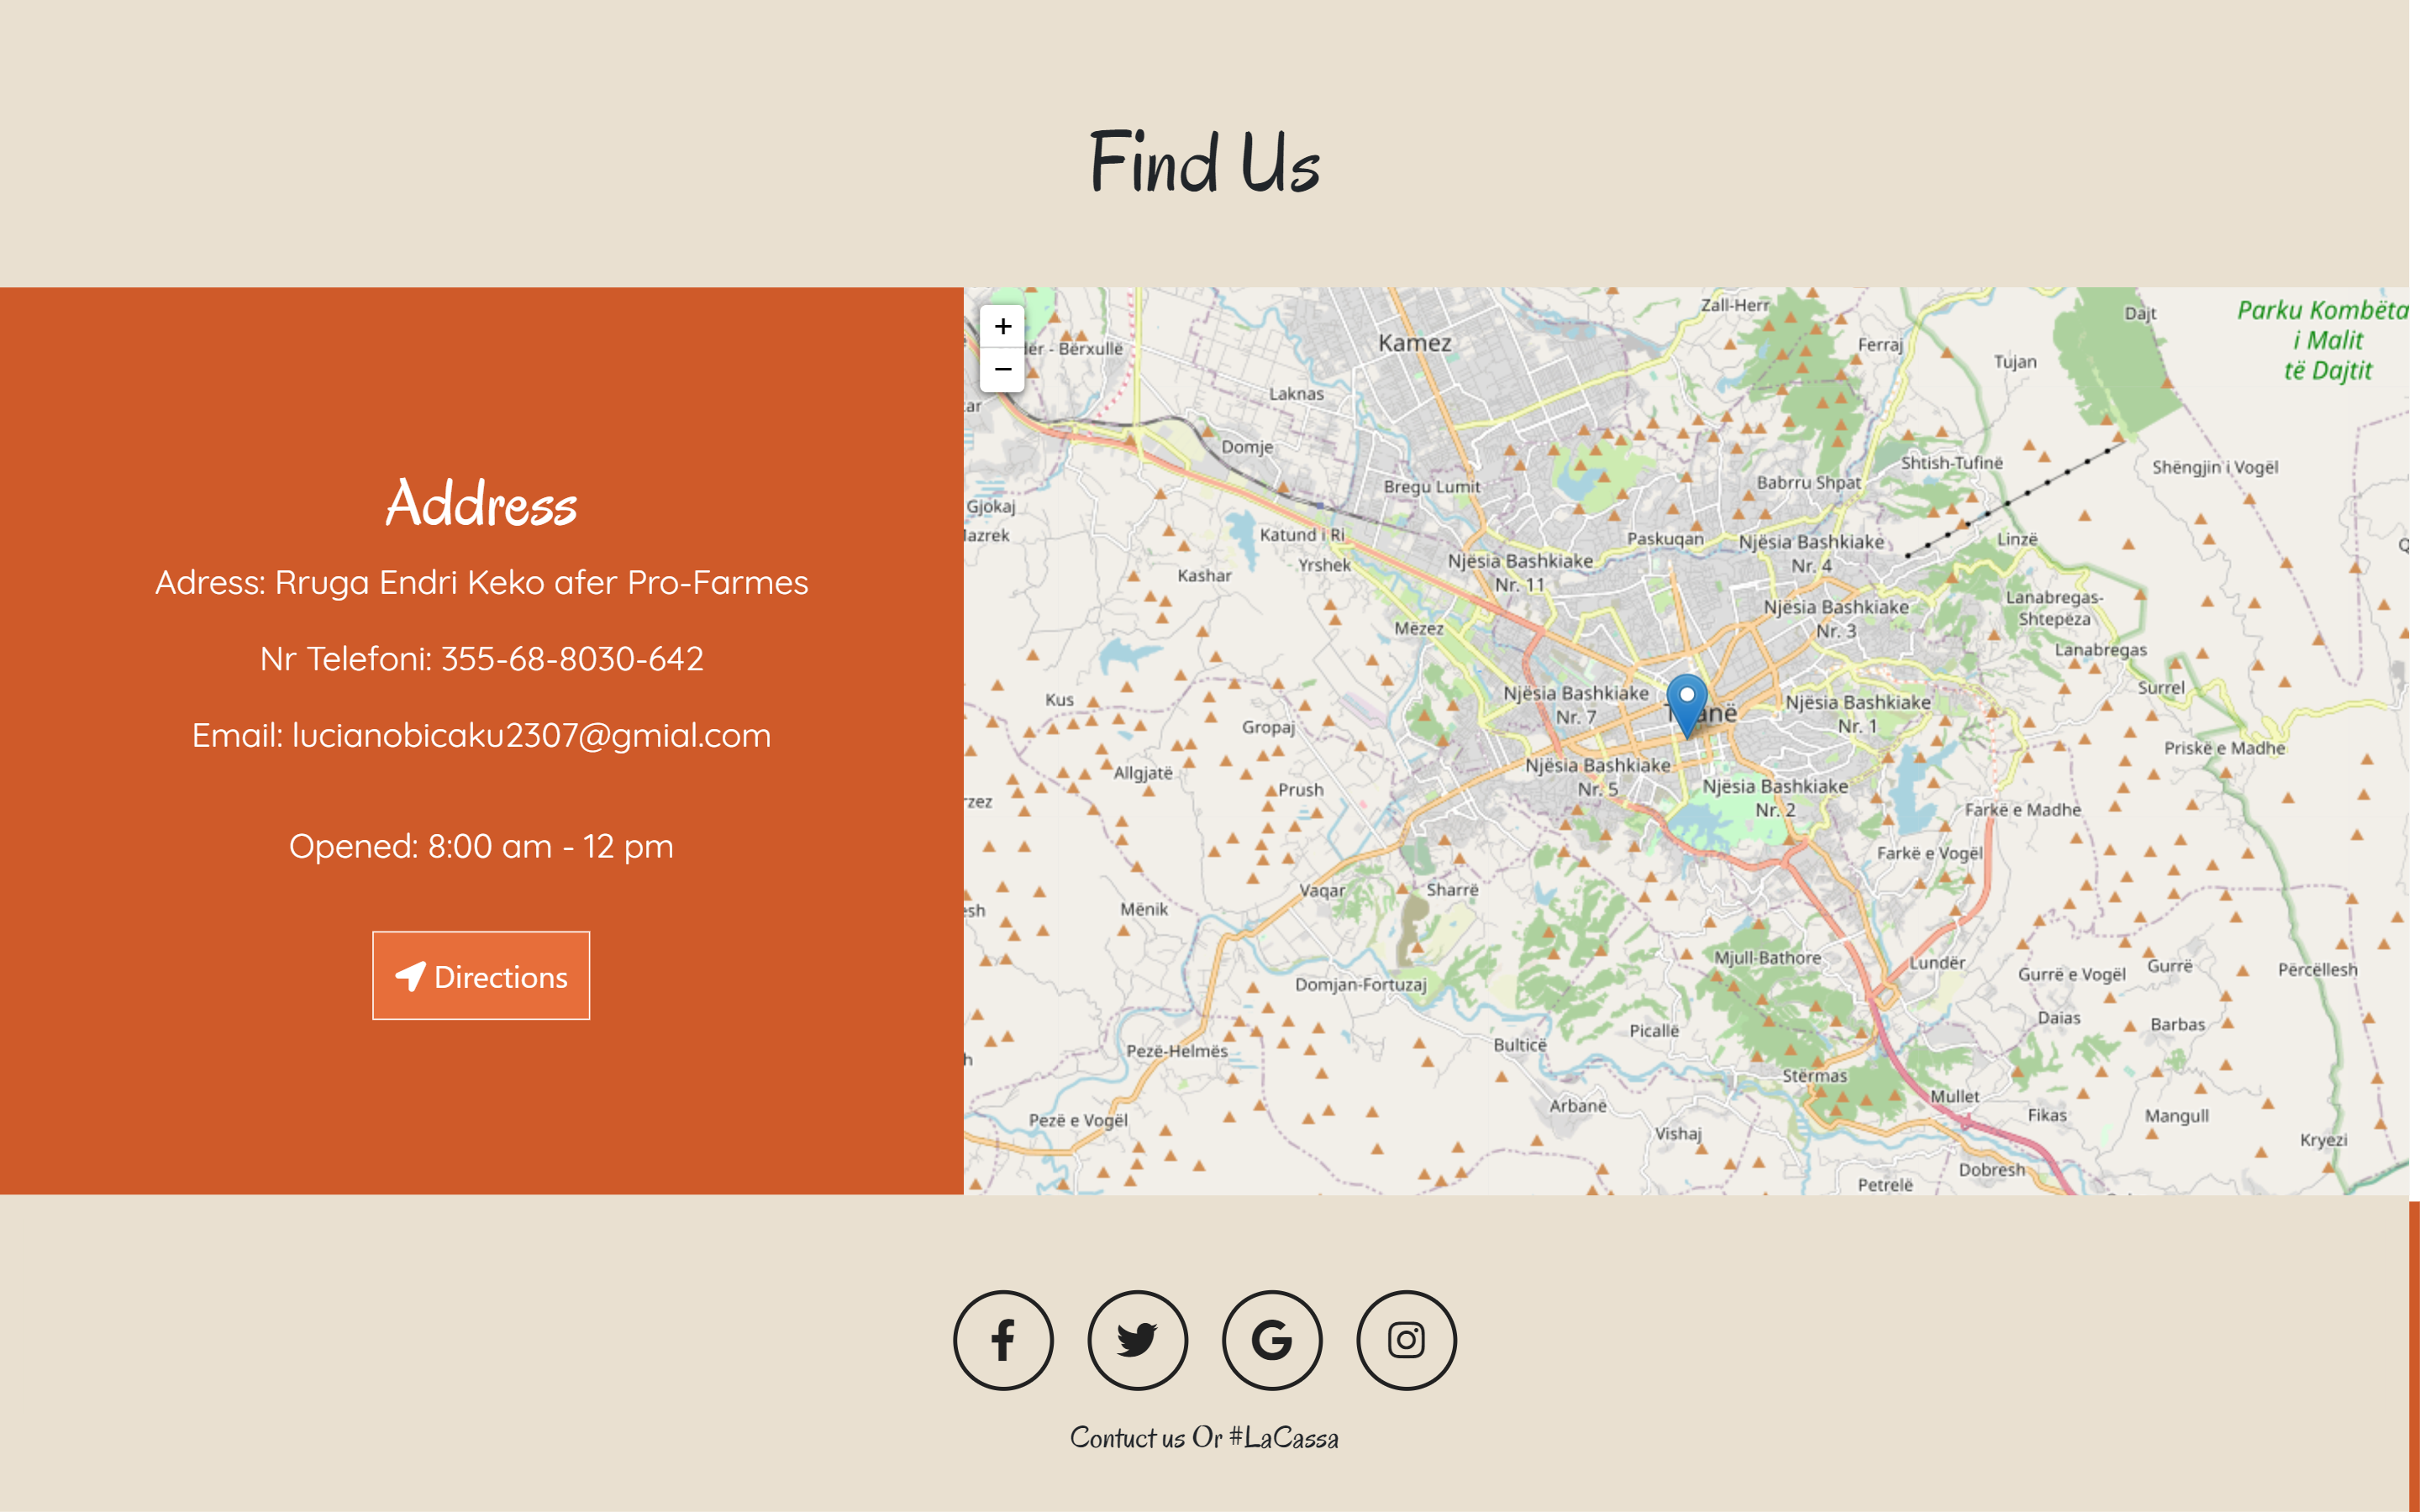 Find Us
Address
Adress: Rruga Endri Keko afer Pro-Farmes
Nr Telefoni: 355-68-8030-642
Email: lucianobicaku2307@gmial.com
Opened: 8:00 am - 12 pm
Directions
+
−
Zall-Herr
Dajt
Parku Kombëta
i Malit
të Dajtit
Kamez
Ferraj
Tujan
Laknas
Domje
Bregu Lumit
Babrru Shpat
Shtish-Tufinë
Shëngjin i Vogël
Gjokaj
Katund i Ri
Yrshek
Paskuqan
Njësia Bashkiake
Nr. 4
Linzë
Njësia Bashkiake
Nr. 11
Kashar
Mëzez
Njësia Bashkiake
Nr. 3
Lanabregas-
Shtepëza
Lanabregas
Kus
Gropaj
Njësia Bashkiake
Nr. 7
Njësia Bashkiake
Nr. 1
Surrel
Priskë e Madhe
Allgjatë
Prush
Njësia Bashkiake
Nr. 5
Njësia Bashkiake
Nr. 2
Farkë e Madhe
Farkë e Vogël
Vaqar
Sharrë
Mënik
Mjull-Bathore
Lundër
Gurrë e Vogël
Gurrë
Përcëllesh
Domjan-Fortuzaj
Picallë
Daias
Barbas
Pezë-Helmës
Bulticë
Stërmas
Mullet
Fikas
Mangull
Arbanë
Pezë e Vogël
Vishaj
Kryezi
Dobresh
Petrelë
Contuct us Or #LaCassa